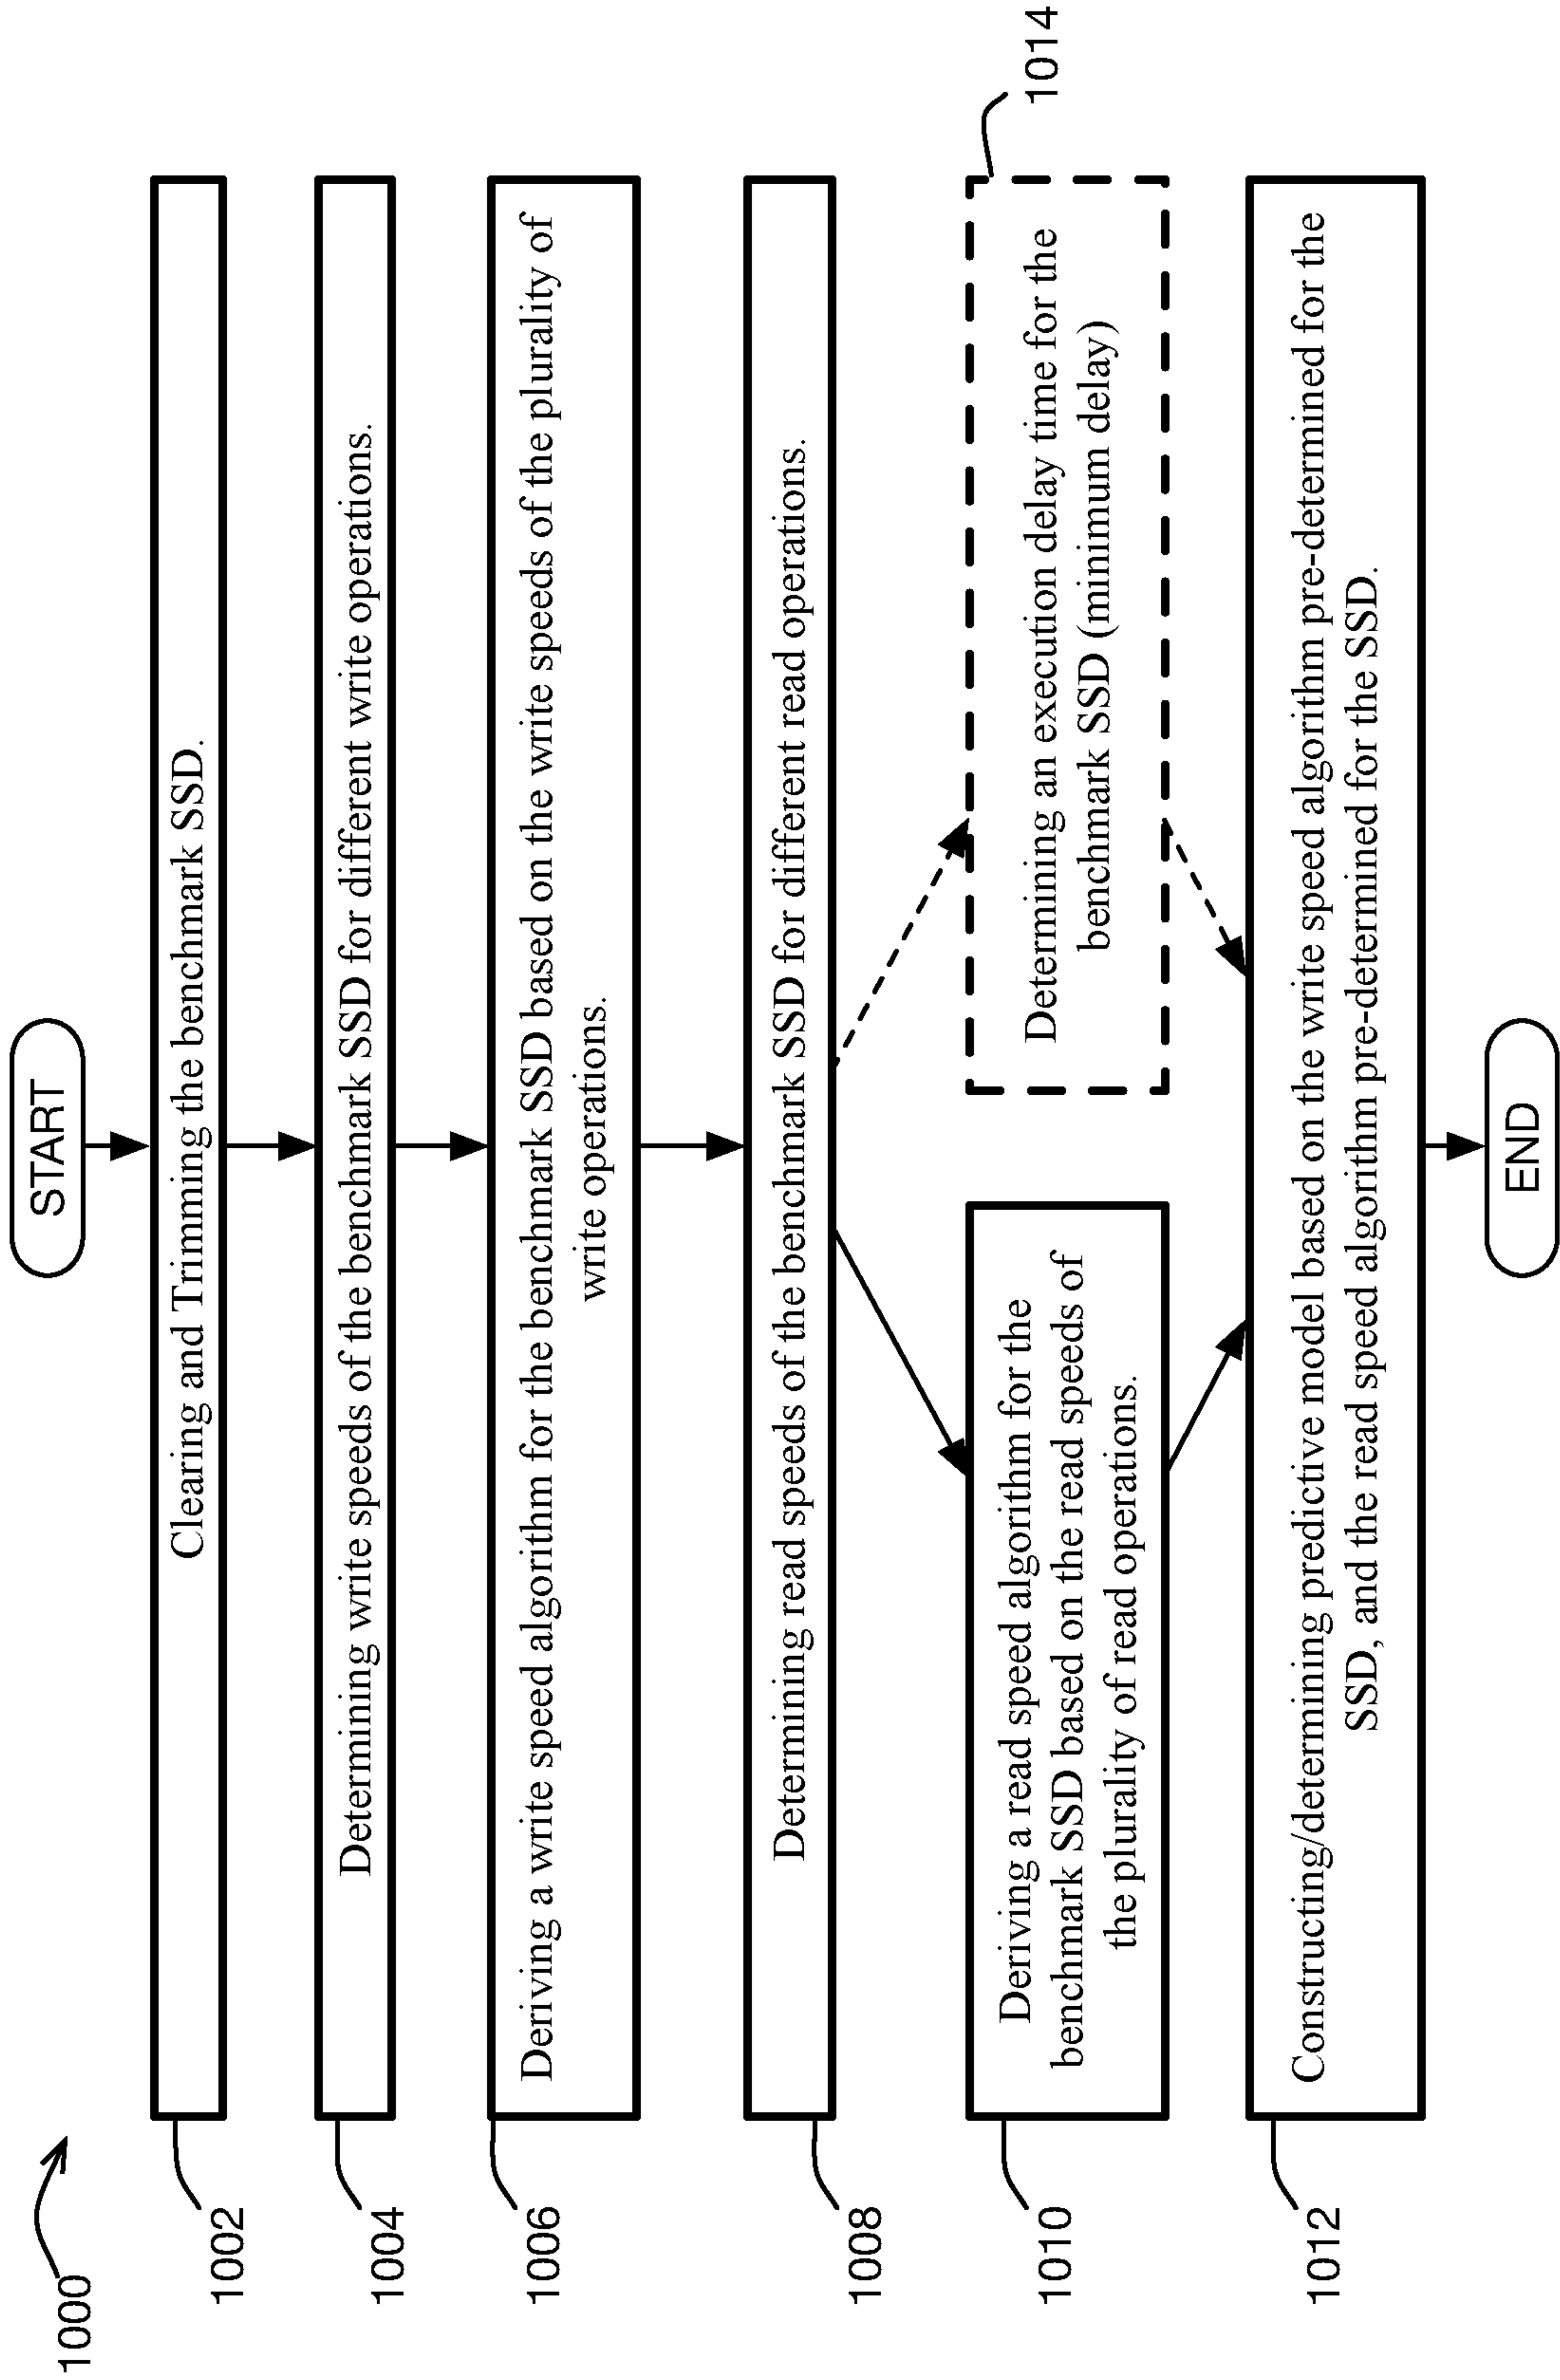 1000
START
1002
Clearing and Trimming the benchmark SSD.
1004
Determining write speeds of the benchmark SSD for different write operations.
1006
Deriving a write speed algorithm for the benchmark SSD based on the write speeds of the plurality of
write operations.
1008
Determining read speeds of the benchmark SSD for different read operations.
1010
Deriving a read speed algorithm for the
benchmark SSD based on the read speeds of
the plurality of read operations.
1014
Determining an execution delay time for the
benchmark SSD (minimum delay)
1012
Constructing/determining predictive model based on the write speed algorithm pre-determined for the
SSD, and the read speed algorithm pre-determined for the SSD.
END